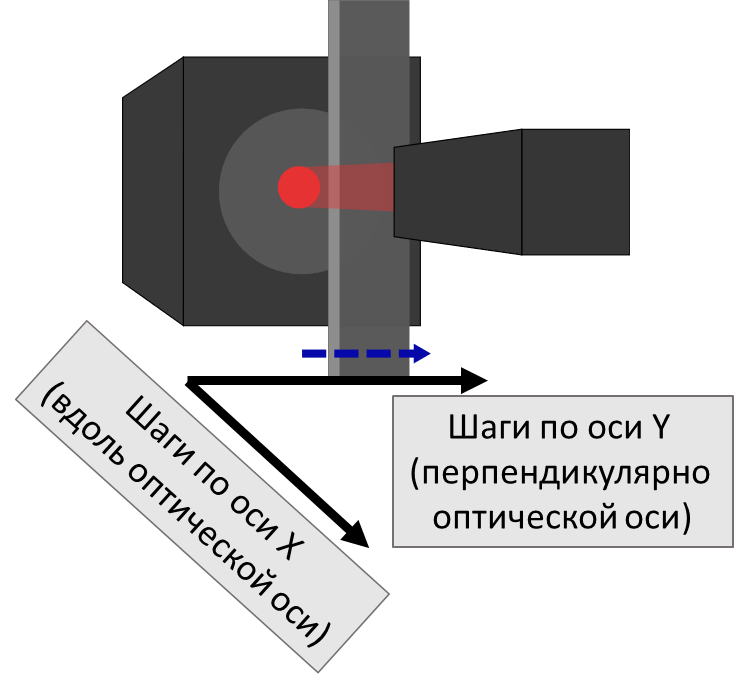 Шаги по оси X
(вдоль оптической оси)
Шаги по оси Y
(перпендикулярно
оптической оси)